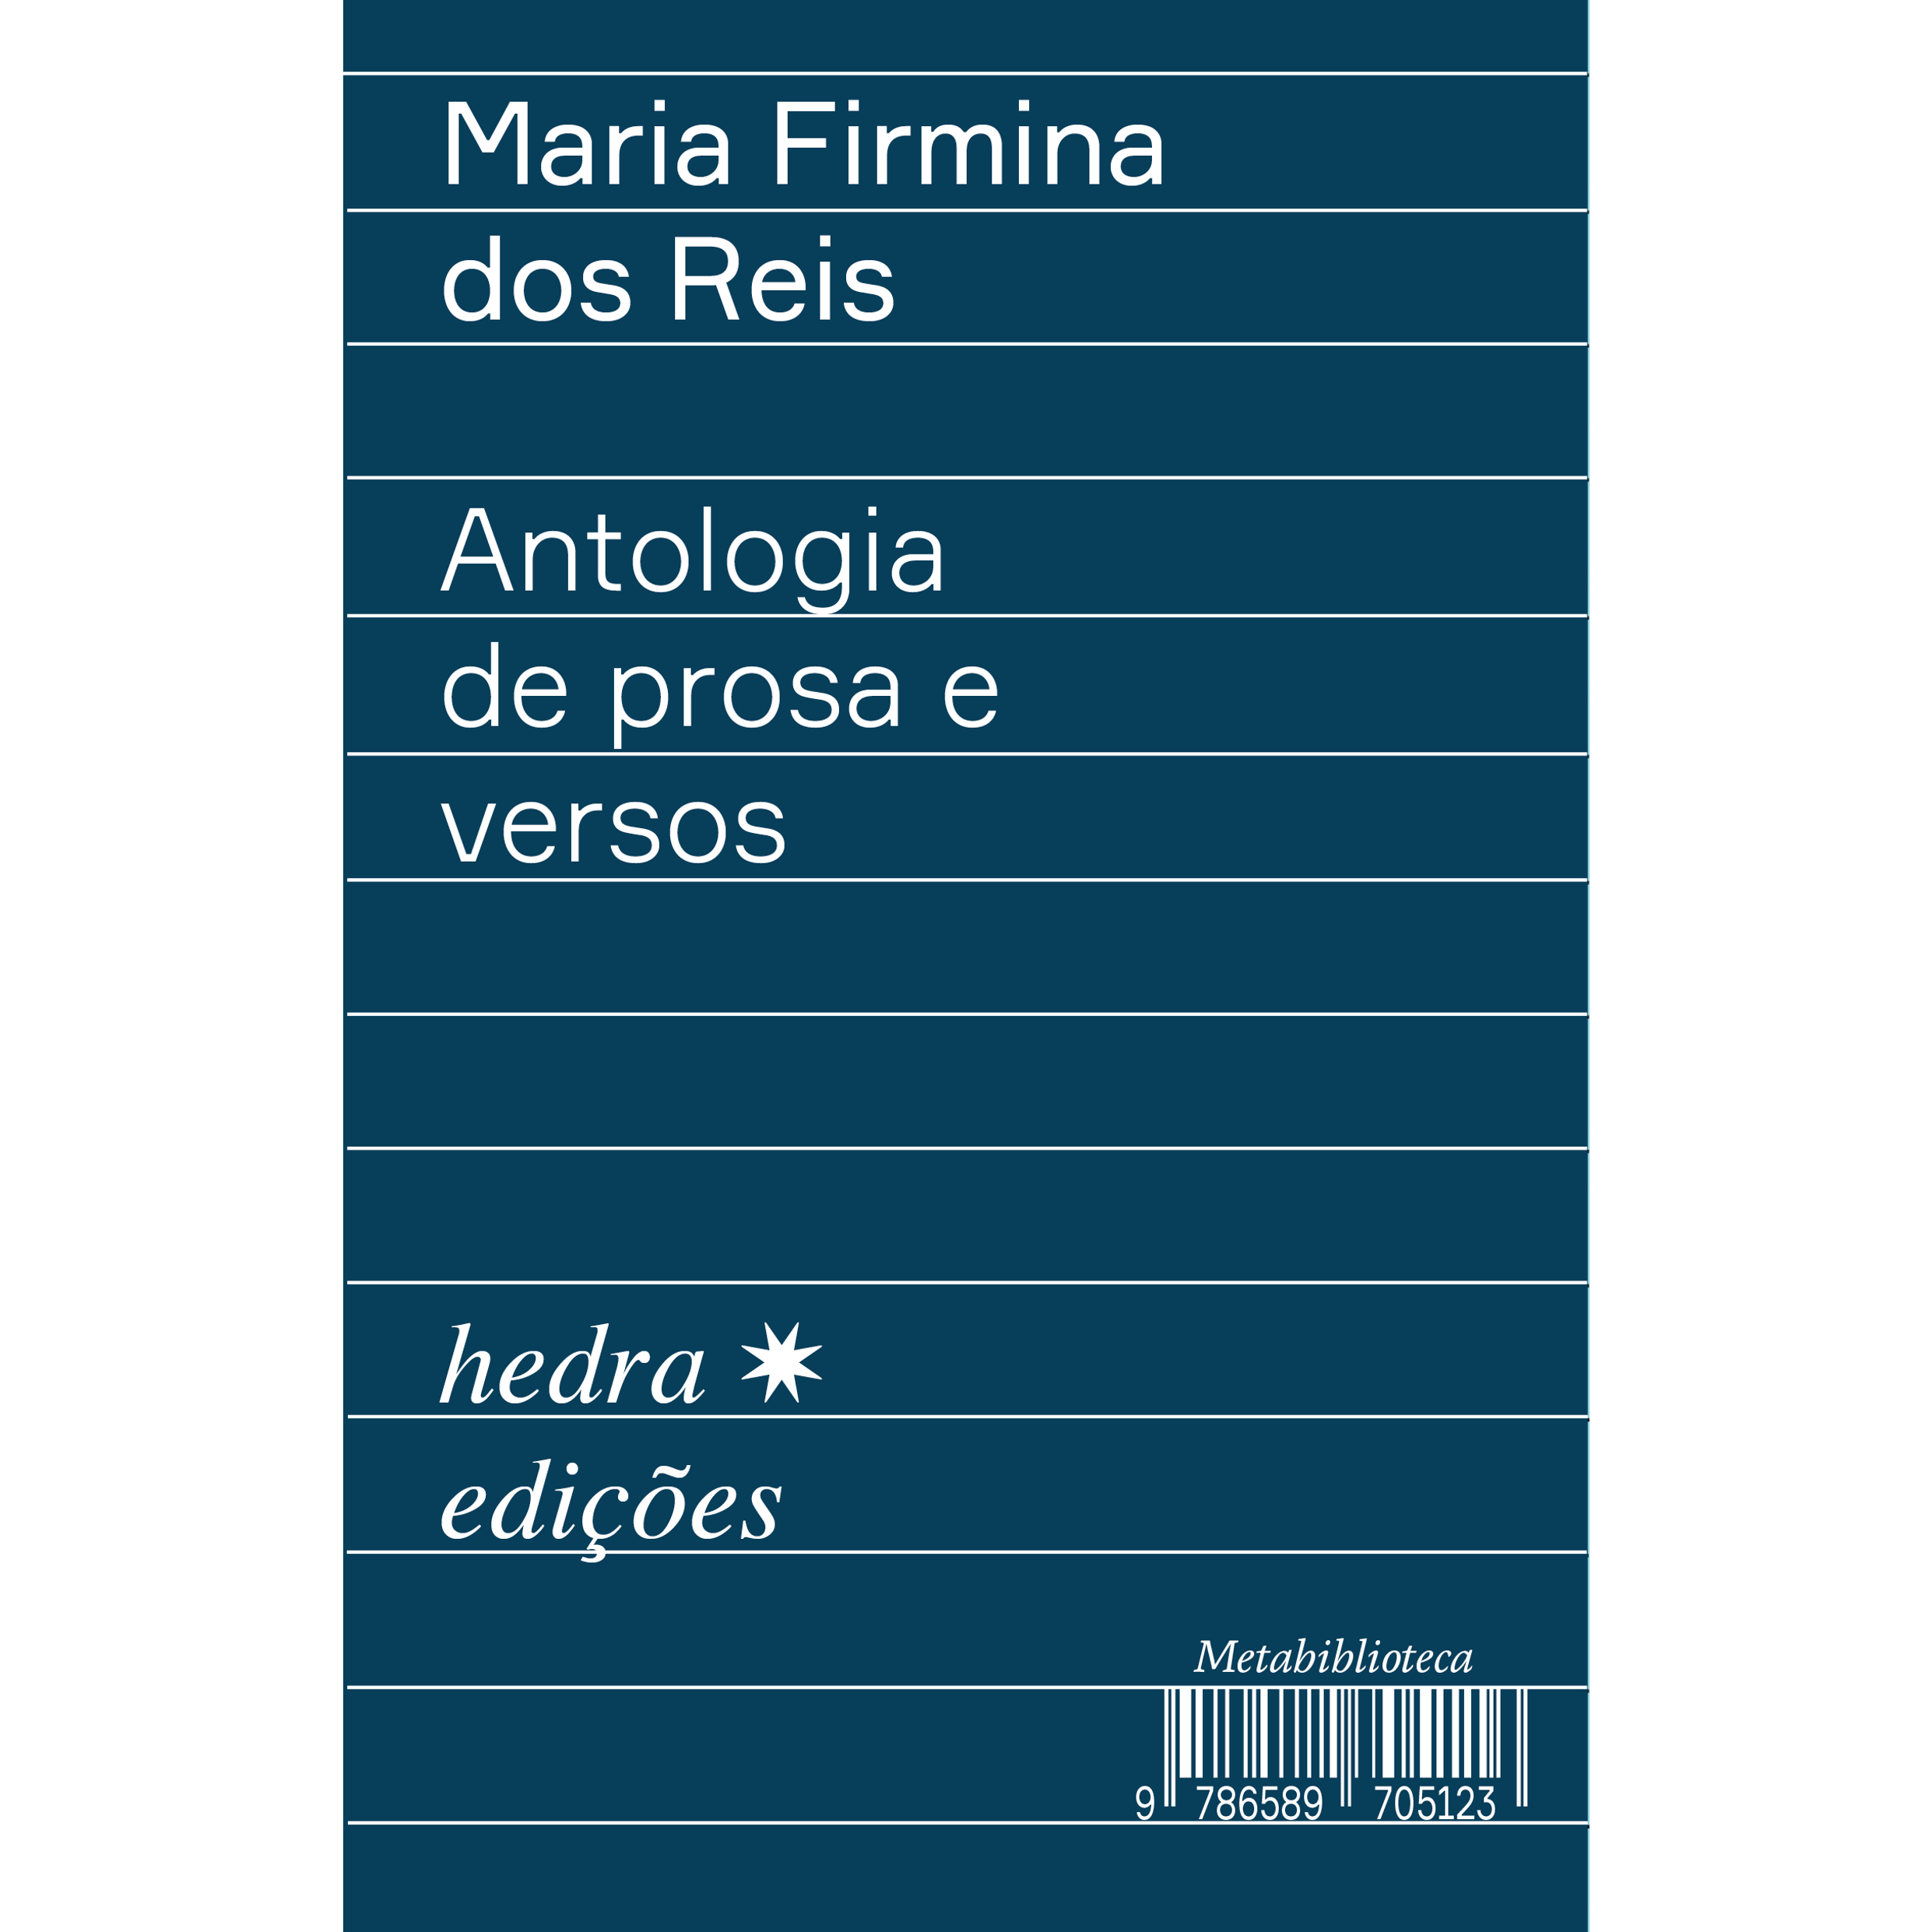 Maria Firmina
dos Reis
Antologia
de prosa e
versos
hedra
edições
Metabiblioteca
9 786589 705123